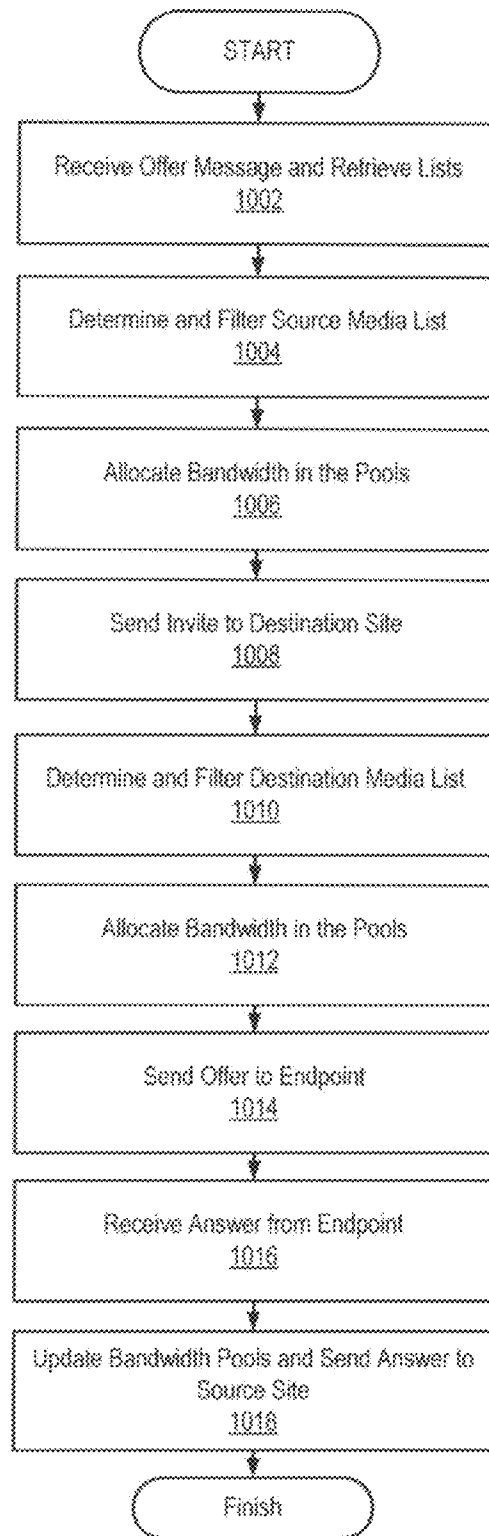 START
Receive Offer Message and Retrieve Lists
1002
Determine and Filter Source Media List
1004
Allocate Bandwidth in the Pools
1006
Send Invite to Destination Site
1008
Determine and Filter Destination Media List
1010
Allocate Bandwidth in the Pools
1012
Send Offer to Endpoint
1014
Receive Answer from Endpoint
1016
Update Bandwidth Pools and Send Answer to
Source Site
1018
Finish